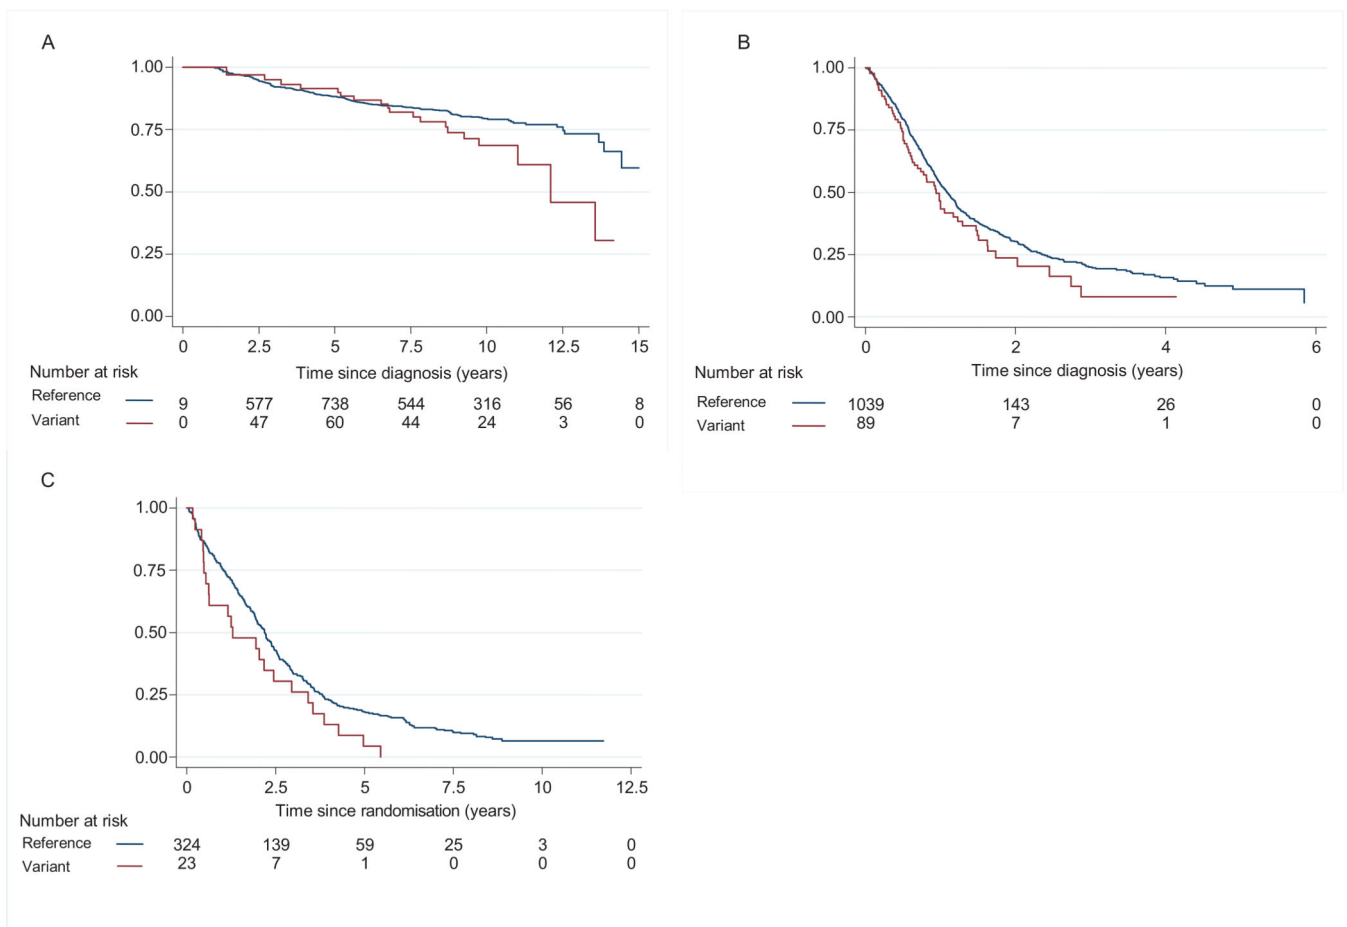 A
1.00
0.75
0.50
0.25
0.00
0 2.5 5 7.5 10 12.5 15
Number at risk
Time since diagnosis (years)
Reference 9 577 738 544 316 56 8
Variant 0 47 60 44 24 3 0
B
1.00
0.75
0.50
0.25
0.00
0 2 4 6
Number at risk
Time since diagnosis (years)
Reference 1039 143 26 0
Variant 89 7 1 0
C
1.00
0.75
0.50
0.25
0.00
0 2.5 5 7.5 10 12.5
Time since randomisation (years)
Number at risk
Reference 324 139 59 25 3 0
Variant 23 7 1 0 0 0